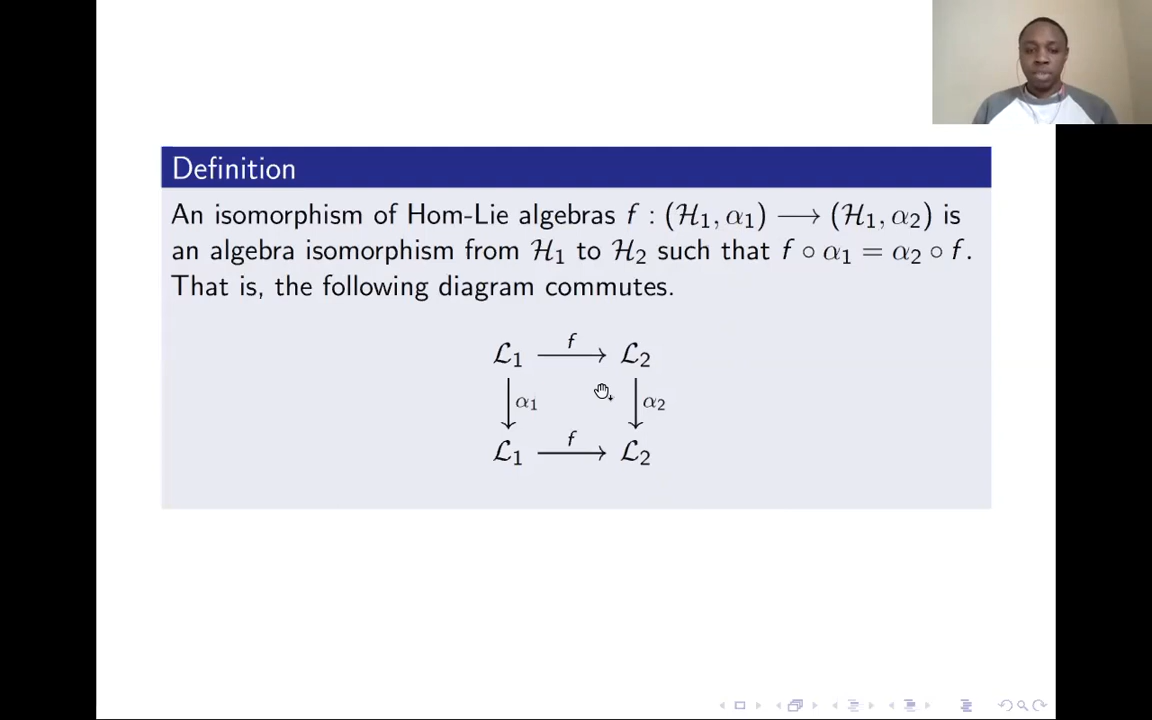 Definition
An isomorphism of Hom-Lie algebras f : (ℋ₁, α₁) ⟶ (ℋ₁, α₂) is
an algebra isomorphism from ℋ₁ to ℋ₂ such that f ∘ α₁ = α₂ ∘ f.
That is, the following diagram commutes.
f
ℒ₁ ⟶ ℒ₂
α₁ α₂
f
ℒ₁ ⟶ ℒ₂